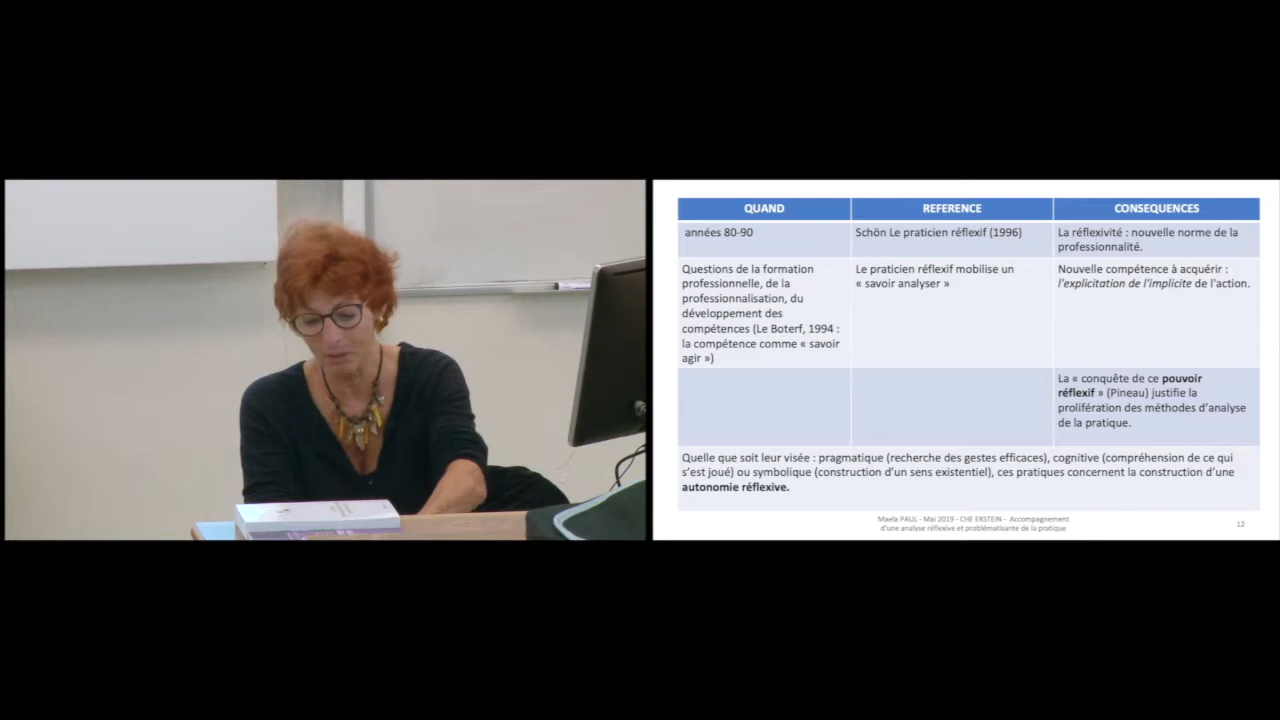 QUAND
REFERENCE
CONSEQUENCES
années 80-90
Schön Le praticien réflexif (1996)
La réflexivité : nouvelle norme de la
professionnalité.
Questions de la formation
professionnelle, de la
professionnalisation, du
développement des
compétences (Le Boterf, 1994 :
la compétence comme « savoir
agir »)
Le praticien réflexif mobilise un
« savoir analyser »
Nouvelle compétence à acquérir :
l'explicitation de l'implicite de l'action.
La « conquête de ce pouvoir
réflexif » (Pineau) justifie la
prolifération des méthodes d'analyse
de la pratique.
Quelle que soit leur visée : pragmatique (recherche des gestes efficaces), cognitive (compréhension de ce qui
s'est joué) ou symbolique (construction d'un sens existentiel), ces pratiques concernent la construction d'une
autonomie réflexive.
Maela PAUL - Mai 2019 - CHE ERSTEIN - Accompagnement
d'une analyse réflexive et problématisante de la pratique
12